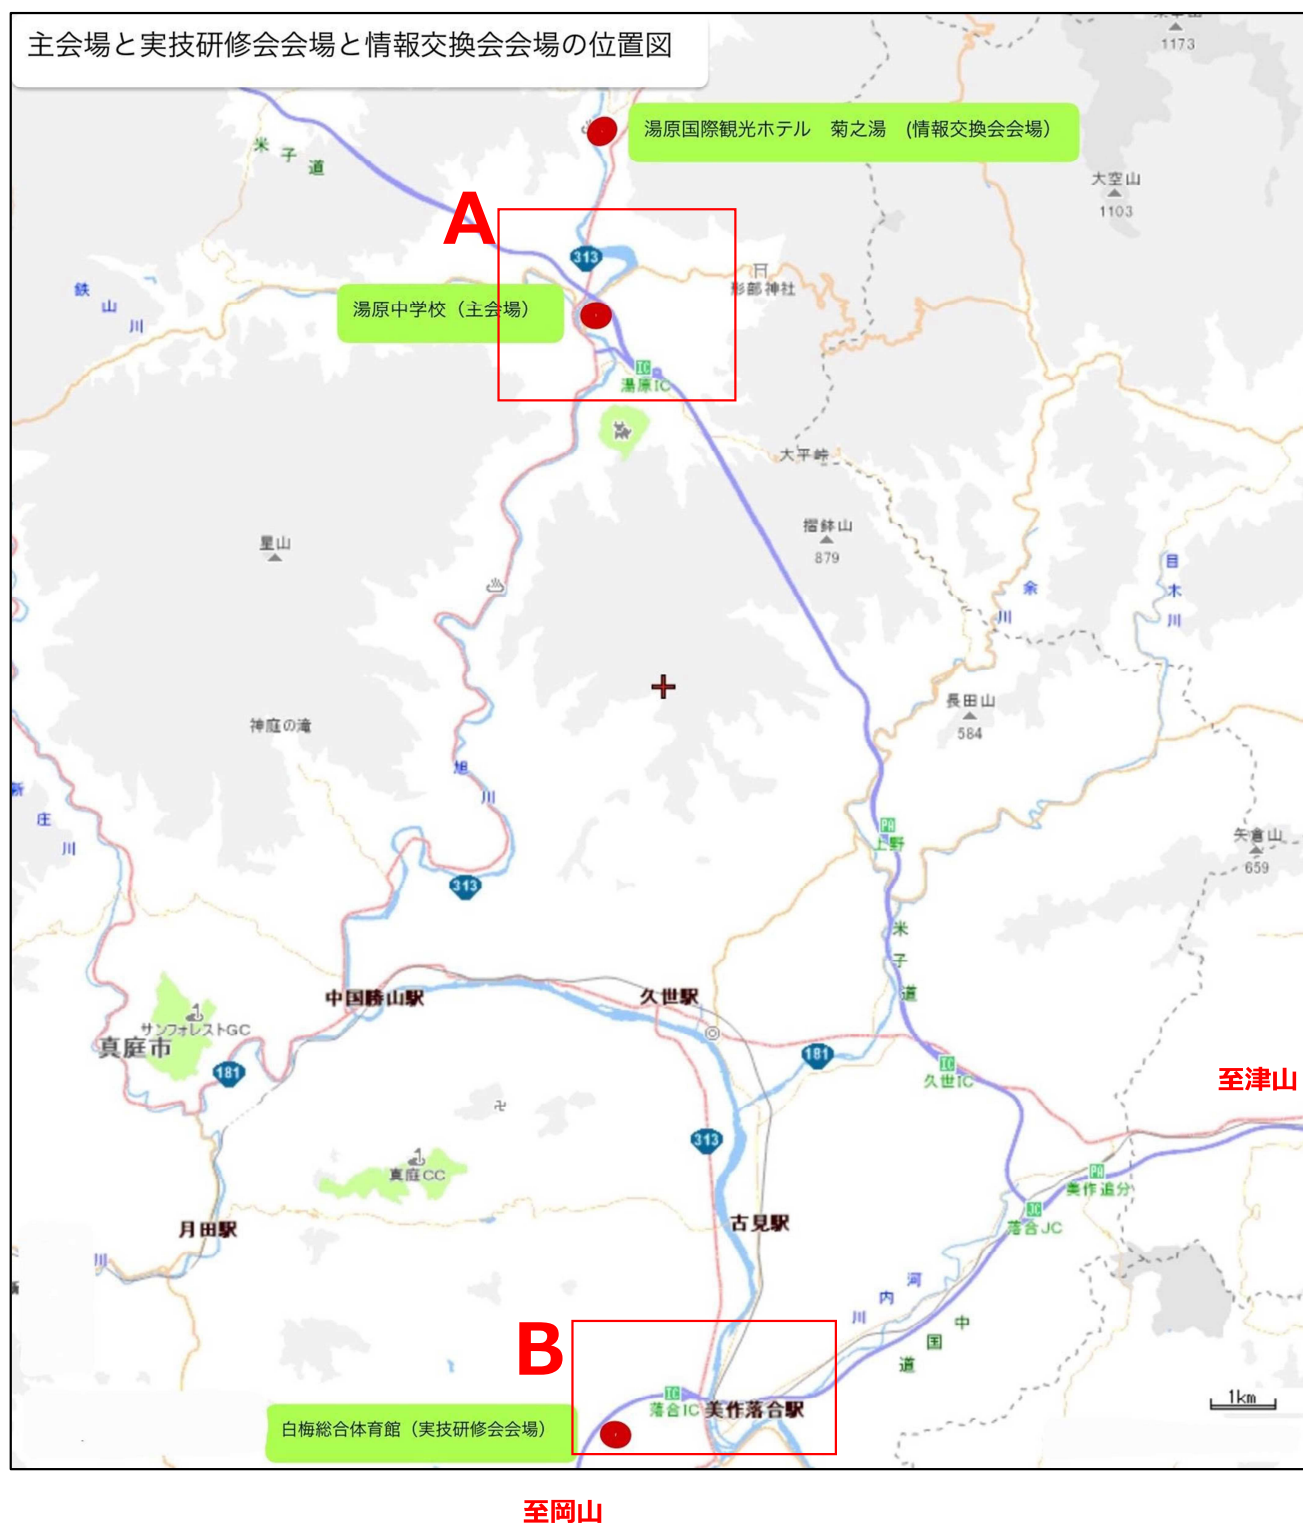 主会場と実技研修会会場と情報交換会会場の位置図
1173
湯原国際観光ホテル　菊之湯　(情報交換会会場）
米子道
大空山
1103
A
313
形部神社
鉄山川
湯原中学校（主会場）
IC
湯原IC
大平峠
摺鉢山
879
星山
目木川
余川
長田山
584
神庭の滝
旭川
新庄川
PA
上野
矢倉山
659
313
米子道
中国勝山駅
久世駅
サンフォレストGC
真庭市
181
181
IC
久世IC
至津山
313
真庭CC
PA
美作追分
月田駅
古見駅
JC
落合JC
川
河内川
中国道
B
IC
落合IC
美作落合駅
1km
白梅総合体育館（実技研修会会場）
至岡山